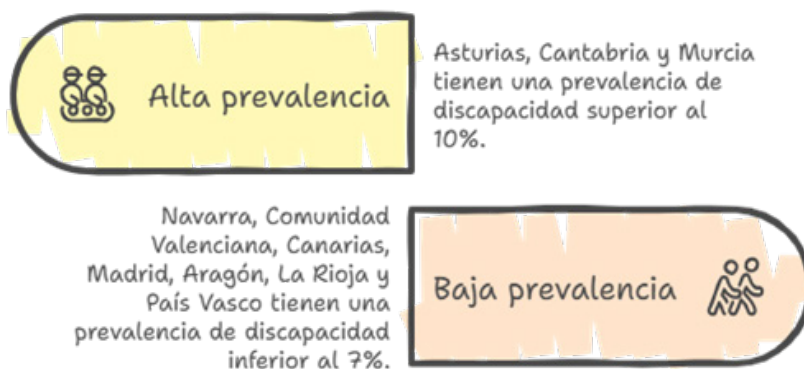 Alta prevalencia
Asturias, Cantabria y Murcia
tienen una prevalencia de
discapacidad superior al
10%.
Navarra, Comunidad
Valenciana, Canarias,
Madrid, Aragón, La Rioja y
País Vasco tienen una
prevalencia de discapacidad
inferior al 7%.
Baja prevalencia